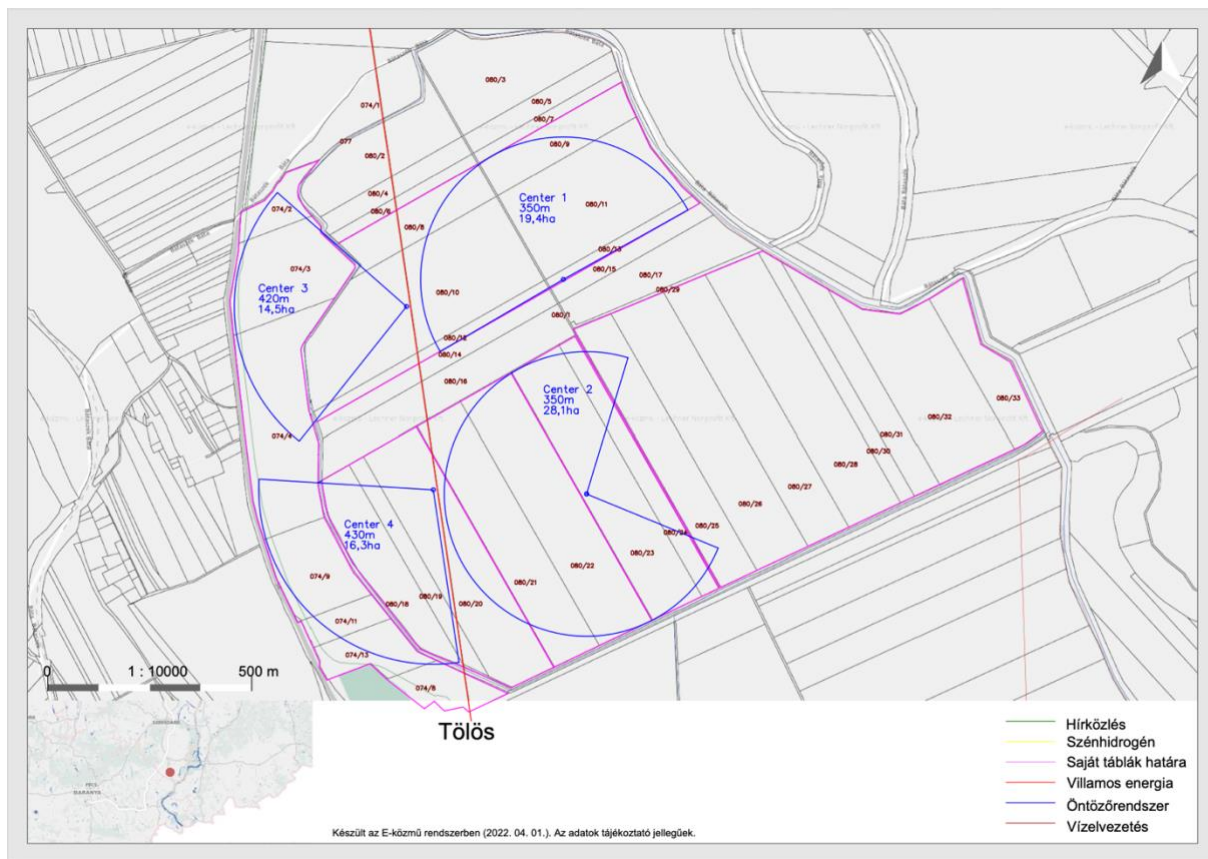 080/3
074/1
080/5
080/7
077
080/9
080/2
080/4
080/6
080/8
Center 1
350m
19,4ha
080/11
074/2
080/13
080/15
080/17
080/29
074/3
Center 3
420m
14,5ha
080/10
080/1
080/12
080/14
080/16
Center 2
350m
28,1ha
080/33
080/32
080/31
080/30
080/28
080/27
080/26
080/25
080/24
080/23
080/22
080/21
074/4
Center 4
430m
16,3ha
074/9
080/18
080/19
080/20
074/11
074/13
074/8
0 1 : 10000 500 m
Tölös
Hírközlés
Szénhidrogén
Saját táblák határa
Villamos energia
Öntözőrendszer
Vízelvezetés
BARANYA
Készült az E-közmű rendszerben (2022. 04. 01.). Az adatok tájékoztató jellegűek.